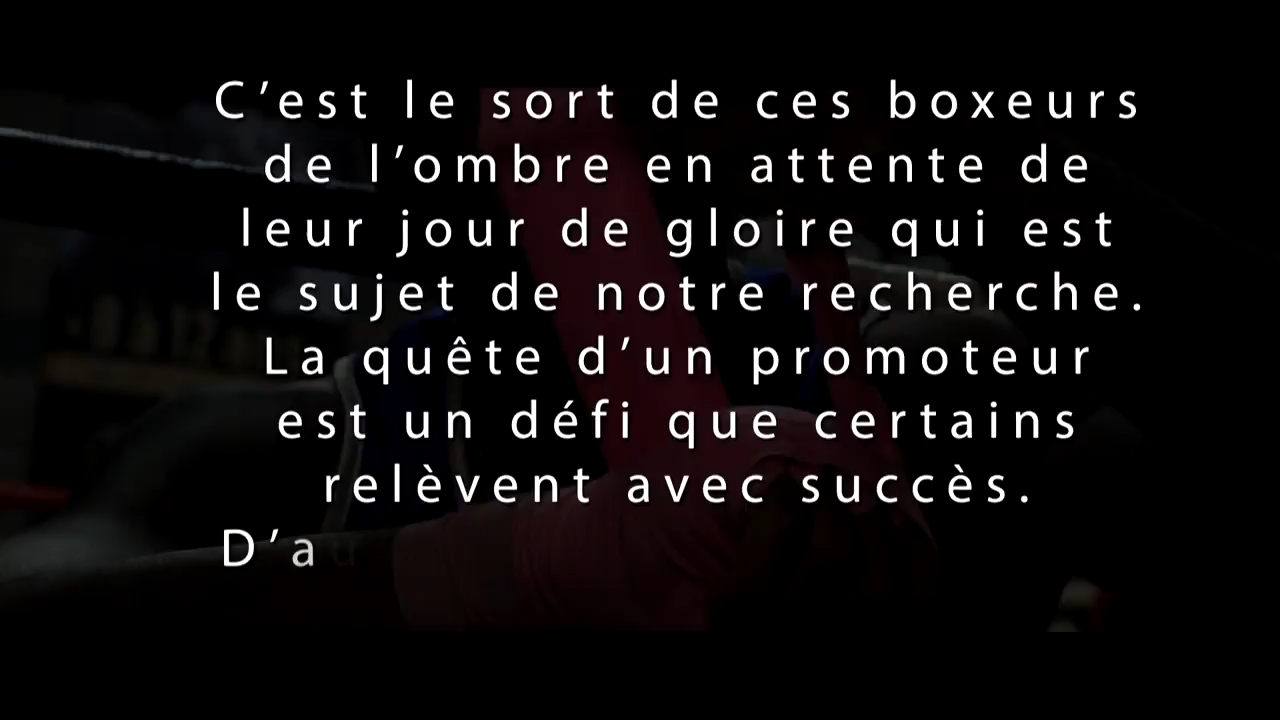 C’est le sort de ces boxeurs
de l’ombre en attente de
leur jour de gloire qui est
le sujet de notre recherche.
La quête d’un promoteur
est un défi que certains
relèvent avec succès.
D’au